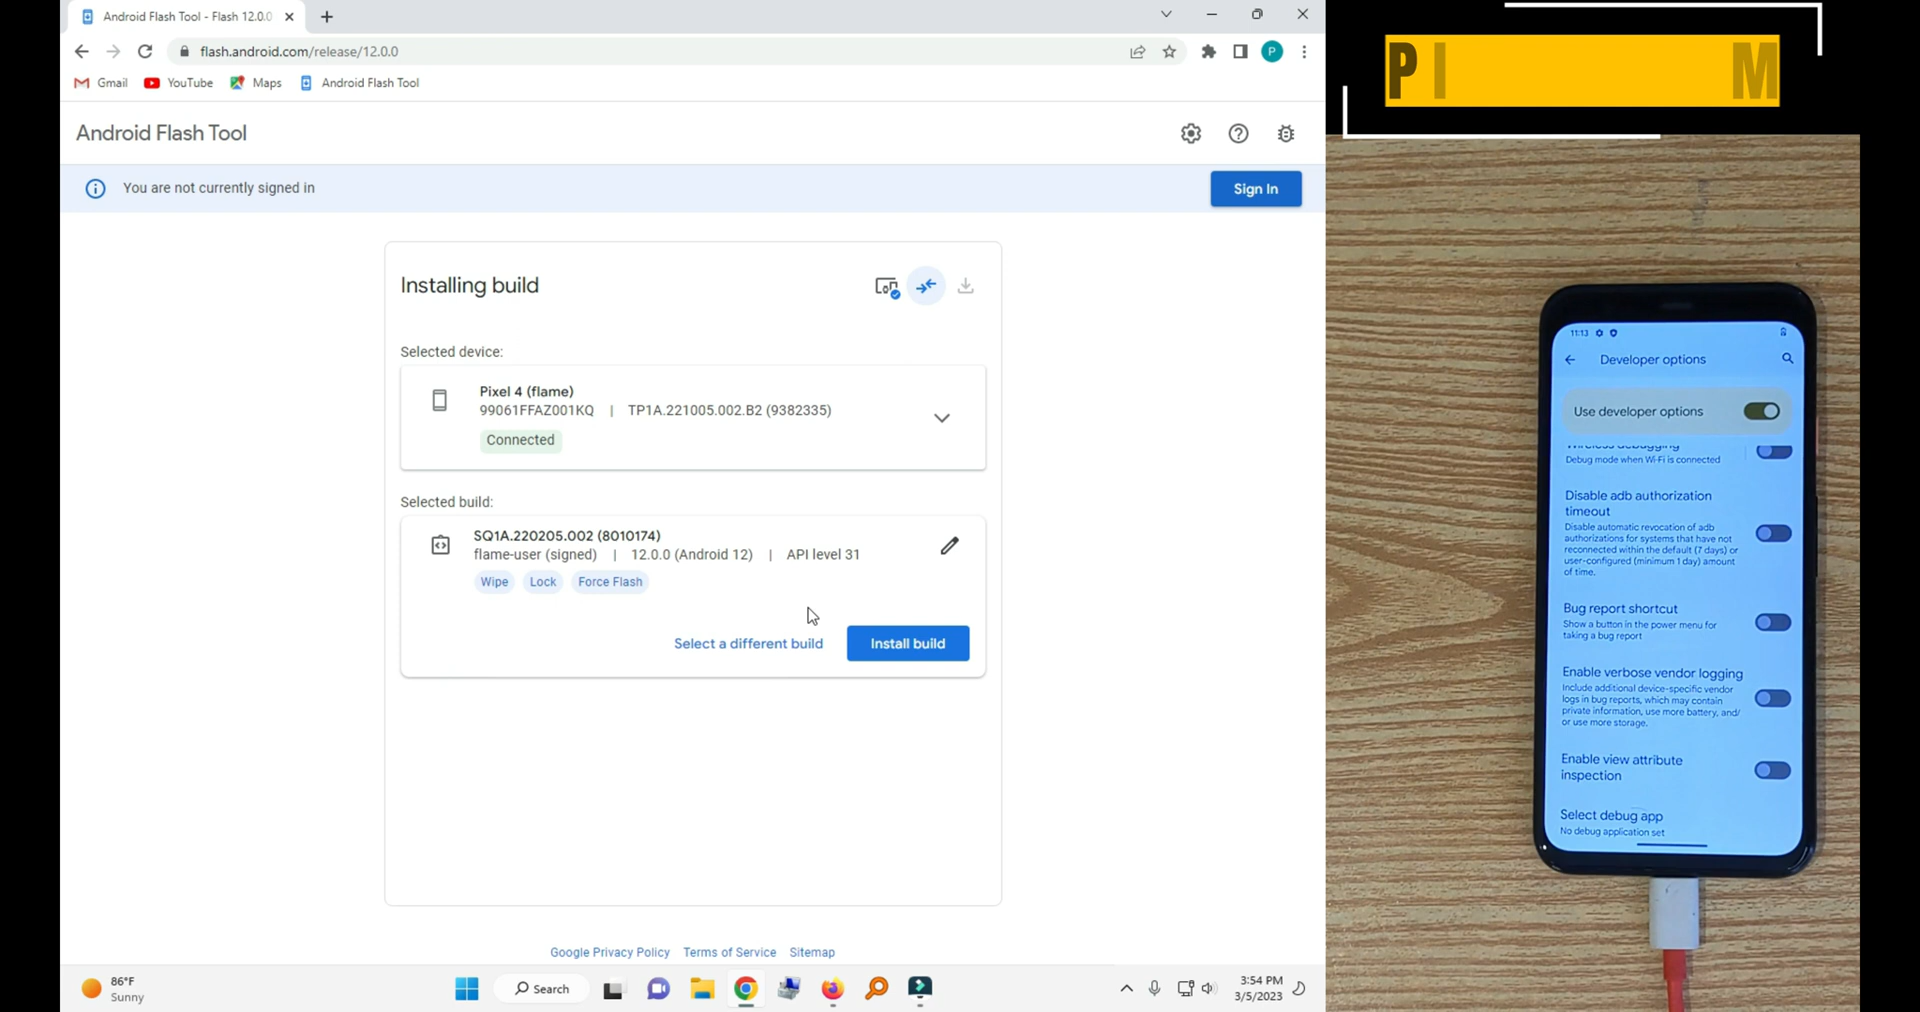 Android Flash Tool - Flash 12.0.0
flash.android.com/release/12.0.0
P
Gmail
YouTube
Maps
Android Flash Tool
Android Flash Tool
You are not currently signed in
Sign In
Installing build
Selected device:
Pixel 4 (flame)
99061FFAZ001KQ | TP1A.221005.002.B2 (9382335)
Connected
Selected build:
SQ1A.220205.002 (8010174)
flame-user (signed) | 12.0.0 (Android 12) | API level 31
Wipe Lock Force Flash
Select a different build
Install build
Google Privacy Policy Terms of Service Sitemap
86°F
Sunny
Search
3:54 PM
3/5/2023
P I M
11:13
Developer options
Use developer options
Wireless debugging
Debug mode when Wi-Fi is connected
Disable adb authorization
timeout
Disable automatic revocation of adb
authorizations for systems that have not
reconnected within the default (7 days) or
user-configured (minimum 1 day) amount
of time.
Bug report shortcut
Show a button in the power menu for
taking a bug report
Enable verbose vendor logging
Include additional device-specific vendor
logs in bug reports, which may contain
private information, use more battery, and/
or use more storage.
Enable view attribute
inspection
Select debug app
No debug application set